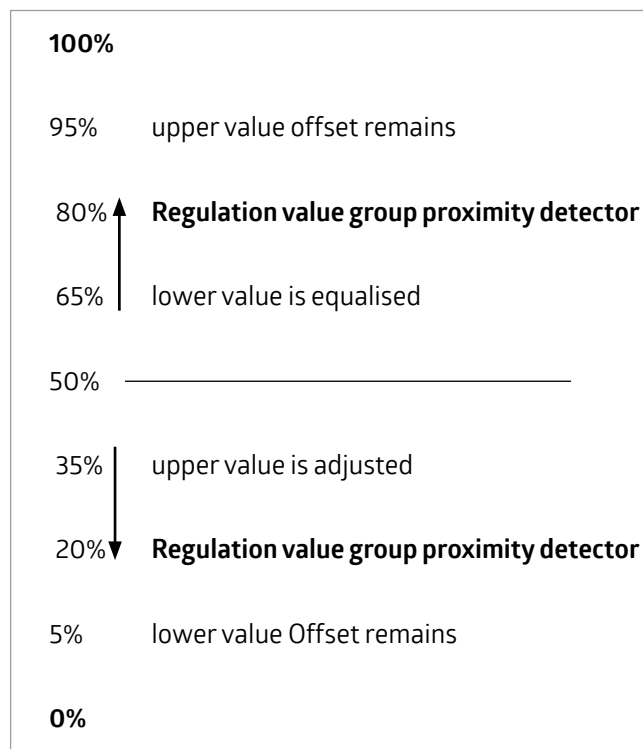 100%
95% upper value offset remains
80% Regulation value group proximity detector
65% lower value is equalised
50%
35% upper value is adjusted
20% Regulation value group proximity detector
5% lower value Offset remains
0%